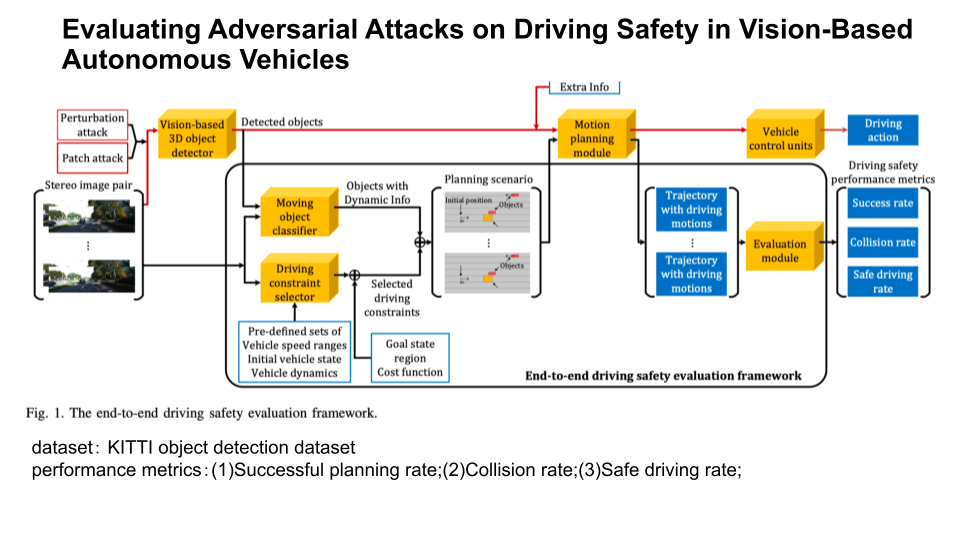 Evaluating Adversarial Attacks on Driving Safety in Vision-Based
Autonomous Vehicles
Extra Info
Perturbation
attack
Patch attack
Vision-based
3D object
detector
Detected objects
Motion
planning
module
Vehicle
control units
Driving
action
Stereo image pair
Moving
object
classifier
Objects with
Dynamic Info
Driving
constraint
selector
Selected
driving
constraints
Pre-defined sets of
Vehicle speed ranges
Initial vehicle state
Vehicle dynamics
Goal state
region
Cost function
Planning scenario
Initial position
Objects
Objects
Trajectory
with driving
motions
Trajectory
with driving
motions
Evaluation
module
Driving safety
performance metrics
Success rate
Collision rate
Safe driving
rate
End-to-end driving safety evaluation framework
Fig. 1. The end-to-end driving safety evaluation framework.
dataset: KITTI object detection dataset
performance metrics:(1)Successful planning rate;(2)Collision rate;(3)Safe driving rate;